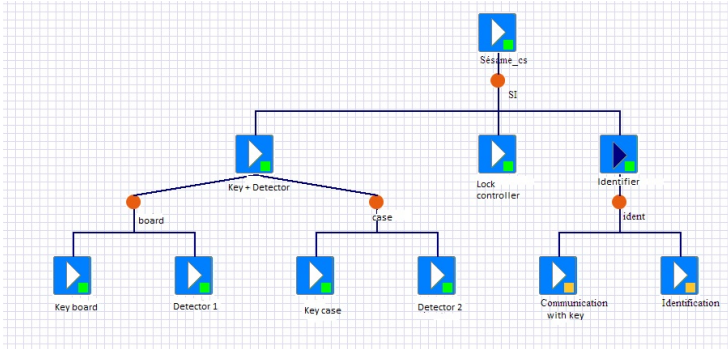 Sésame_cs
SI
Key + Detector
Lock
controller
Identifier
board
case
ident
Key board
Detector 1
Key case
Detector 2
Communication
with key
Identification